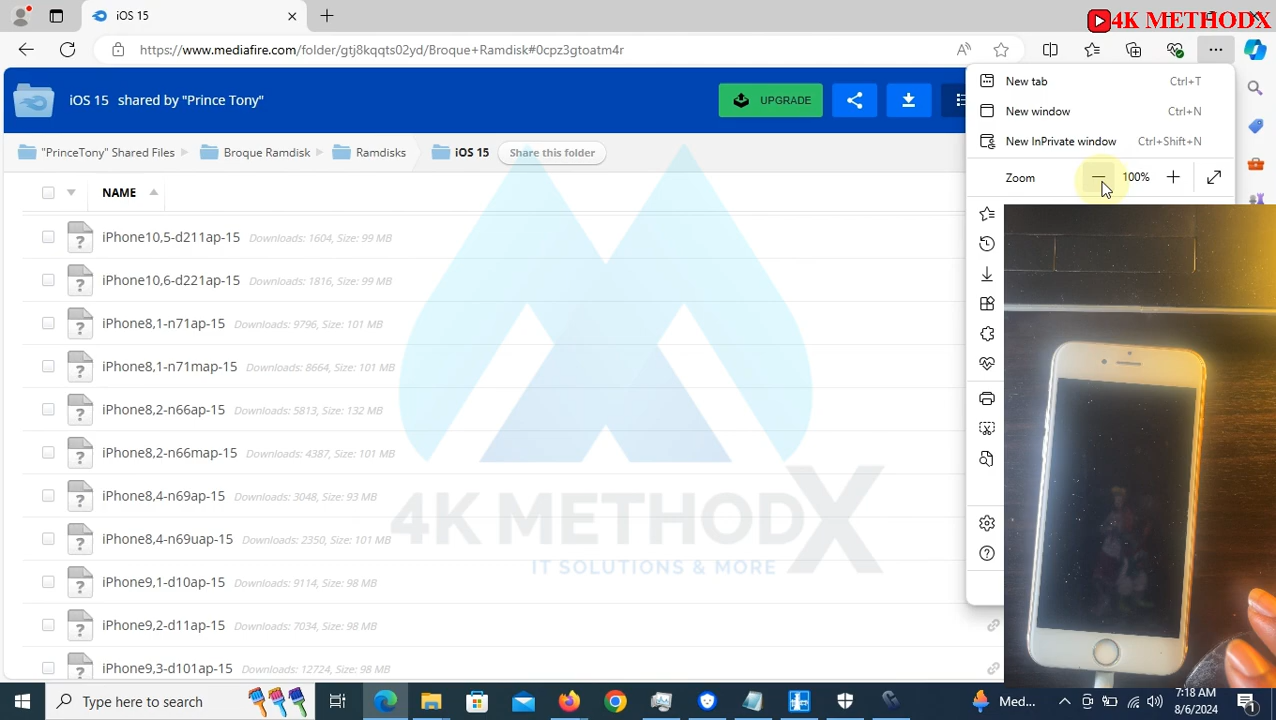 iOS 15
4K METHODX
https://www.mediafire.com/folder/gtj8kqqts02yd/Broque+Ramdisk#0cpz3gtoatm4r
iOS 15 shared by "Prince Tony"
UPGRADE
New tab Ctrl+T
New window Ctrl+N
New InPrivate window Ctrl+Shift+N
Zoom 100%
"PrinceTony" Shared Files Broque Ramdisk Ramdisks iOS 15 Share this folder
NAME
iPhone10,5-d211ap-15 Downloads: 1604, Size: 99 MB
iPhone10,6-d221ap-15 Downloads: 1816, Size: 99 MB
iPhone8,1-n71ap-15 Downloads: 9796, Size: 101 MB
iPhone8,1-n71map-15 Downloads: 8664, Size: 101 MB
iPhone8,2-n66ap-15 Downloads: 5813, Size: 132 MB
iPhone8,2-n66map-15 Downloads: 4387, Size: 101 MB
iPhone8,4-n69ap-15 Downloads: 3048, Size: 93 MB
iPhone8,4-n69uap-15 Downloads: 2350, Size: 101 MB
iPhone9,1-d10ap-15 Downloads: 9114, Size: 98 MB
iPhone9,2-d11ap-15 Downloads: 7034, Size: 98 MB
iPhone9,3-d101ap-15 Downloads: 12724, Size: 98 MB
4K METHODX
IT SOLUTIONS & MORE
Type here to search
Med...
7:18 AM
8/6/2024
1